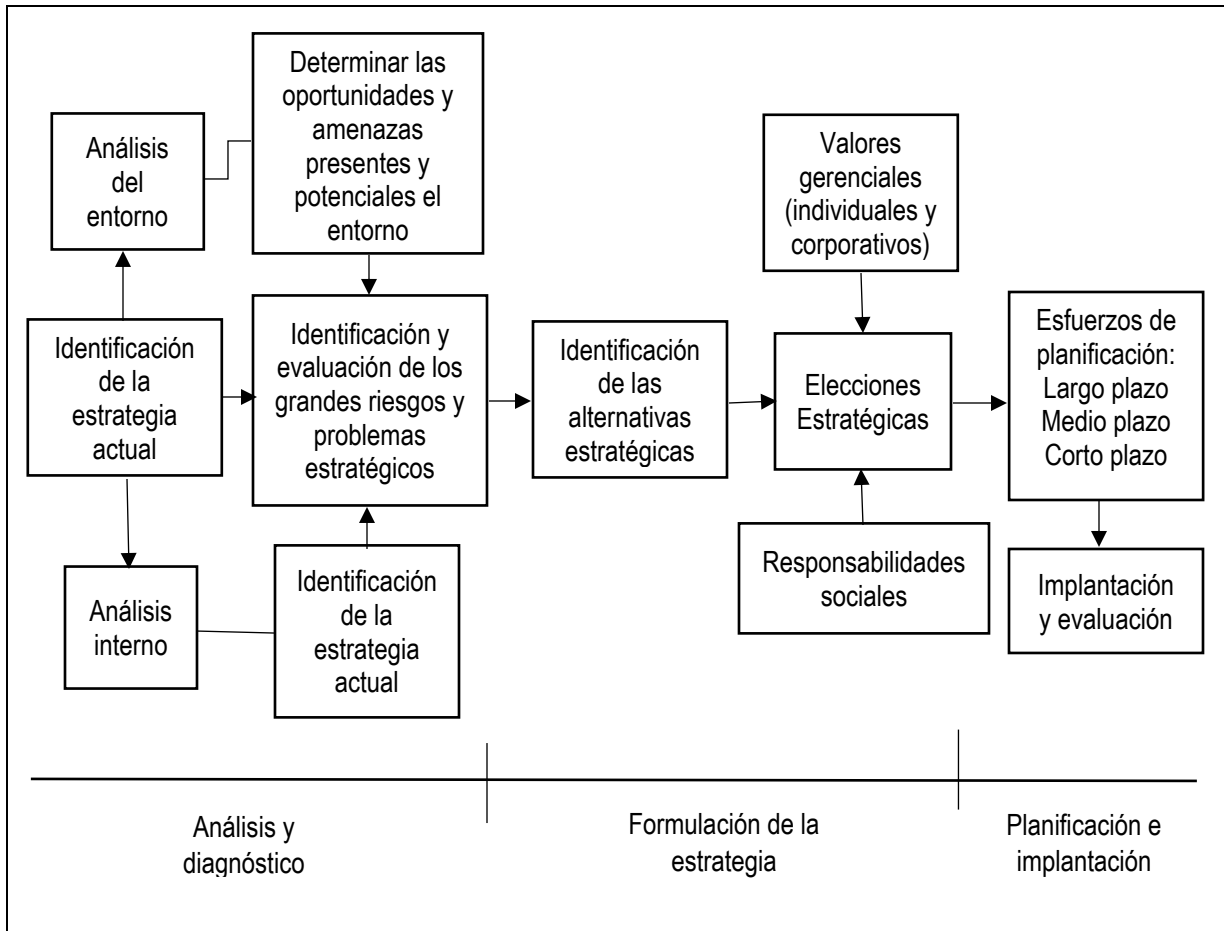 Determinar las
oportunidades y
amenazas
presentes y
potenciales el
entorno
Análisis
del
entorno
Valores
gerenciales
(individuales y
corporativos)
Identificación
de la
estrategia
actual
Identificación y
evaluación de los
grandes riesgos y
problemas
estratégicos
Identificación
de las
alternativas
estratégicas
Elecciones
Estratégicas
Esfuerzos de
planificación:
Largo plazo
Medio plazo
Corto plazo
Análisis
interno
Identificación
de la
estrategia
actual
Responsabilidades
sociales
Implantación
y evaluación
Análisis y
diagnóstico
Formulación de la
estrategia
Planificación e
implantación